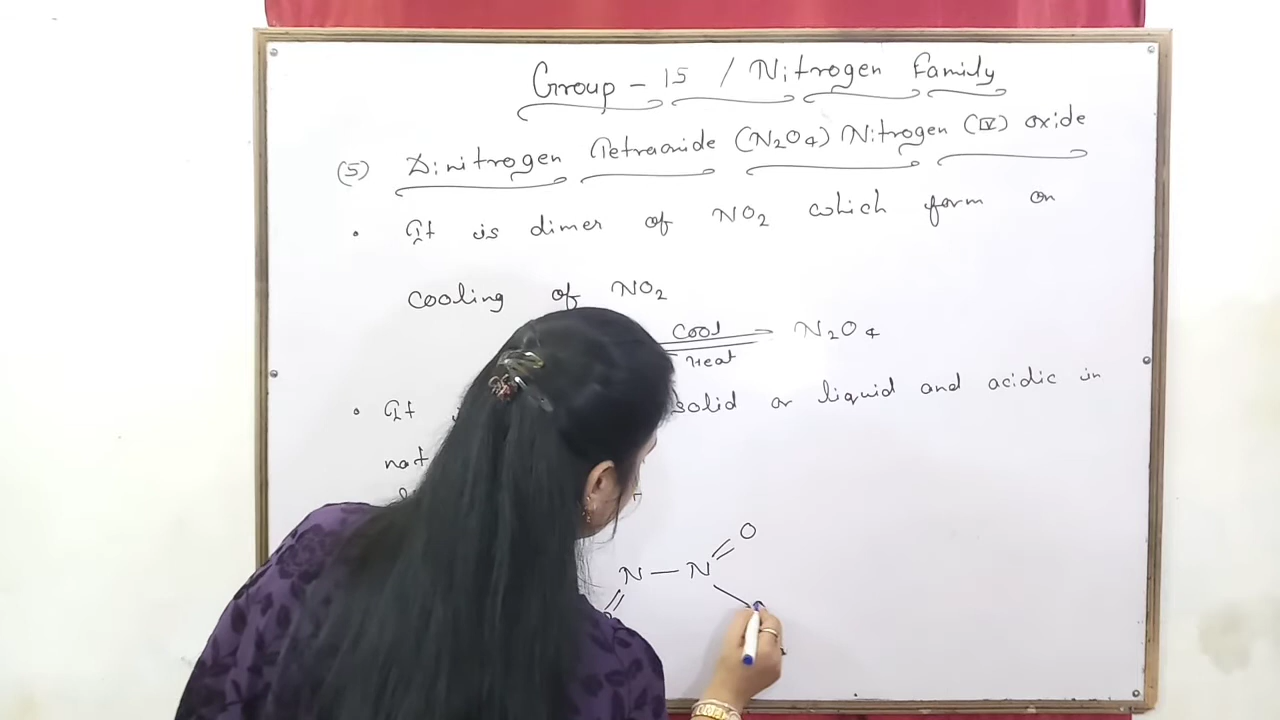 Group - 15 / Nitrogen Family
(5) Dinitrogen Tetraoxide (N2O4) Nitrogen (IV) oxide
• It is dimer of NO2 which form on
cooling of NO2
Cool N2O4
Heat
• It solid or liquid and acidic in
nat
O
N — N